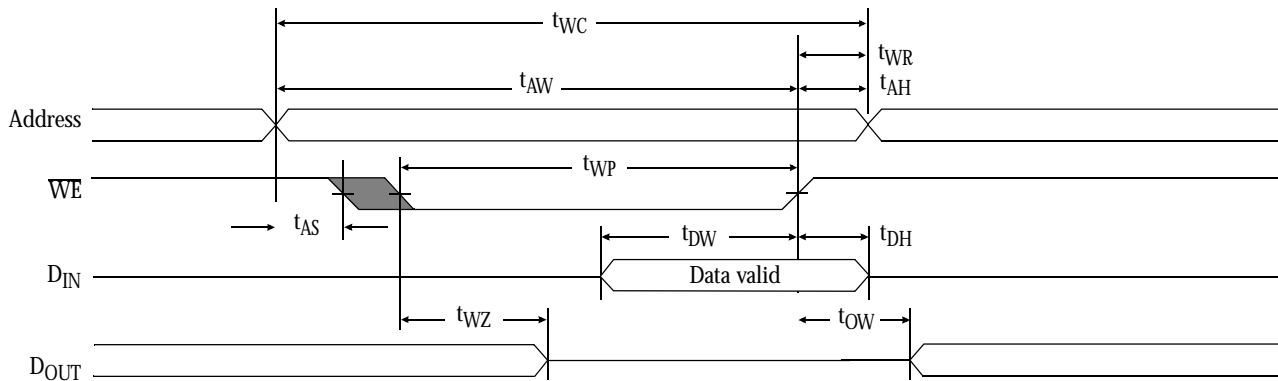 tWC
tWR
tAW
tAH
Address
tWP
WE
tAS
tDW
tDH
DIN
Data valid
tWZ
tOW
DOUT